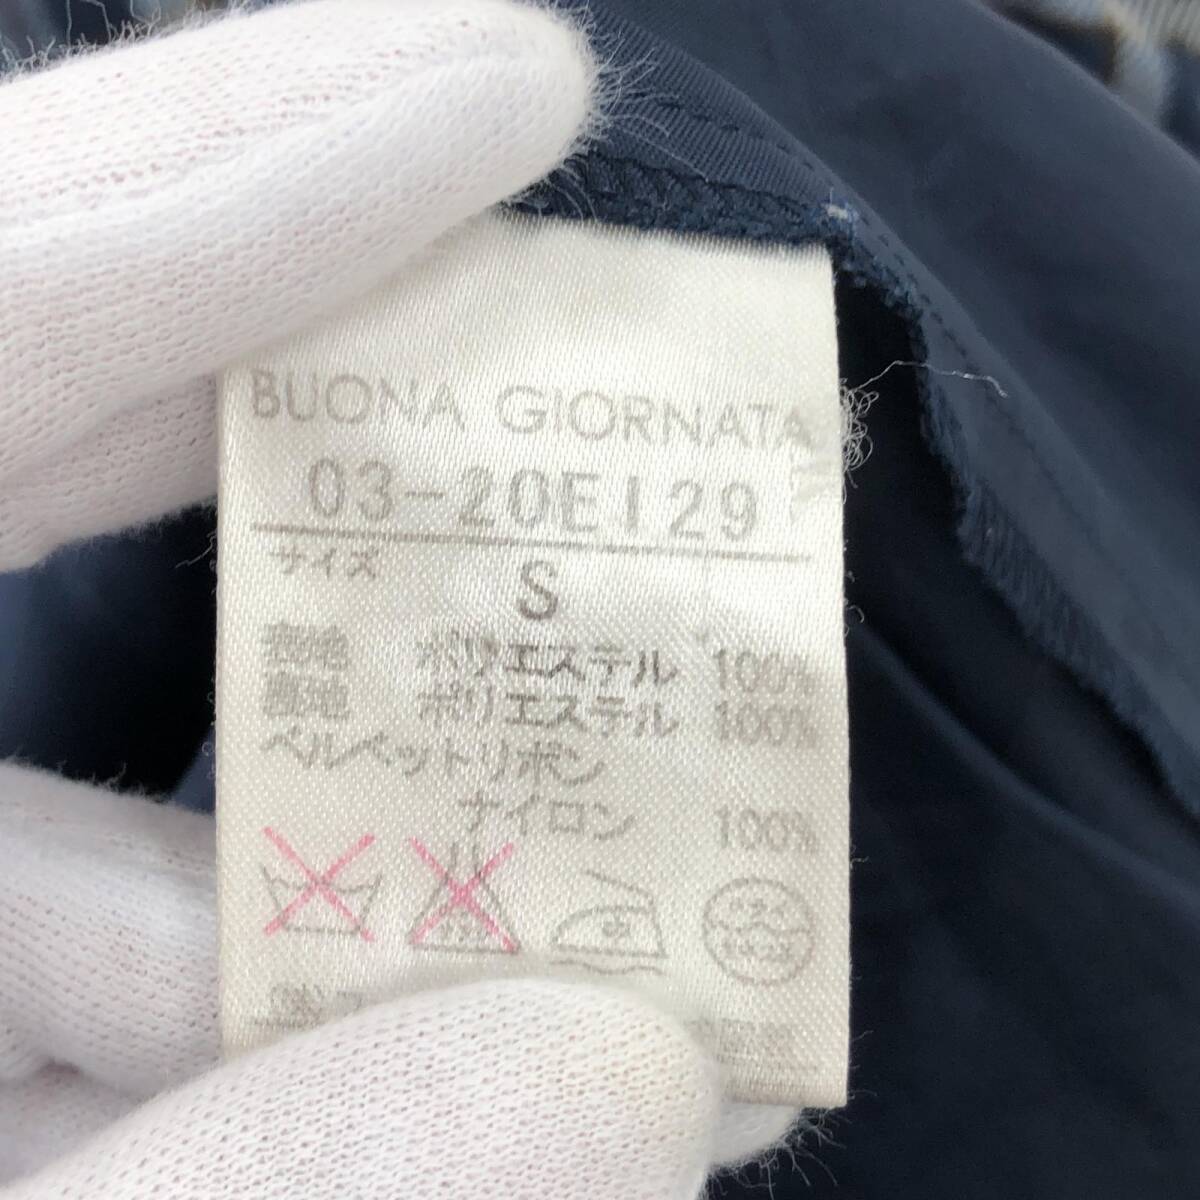 BUONA GIORNATA
03-20E129
サイズ
S
表地 ポリエステル 100%
裏地 ポリエステル 100%
ベルベットリボン
ナイロン 100%